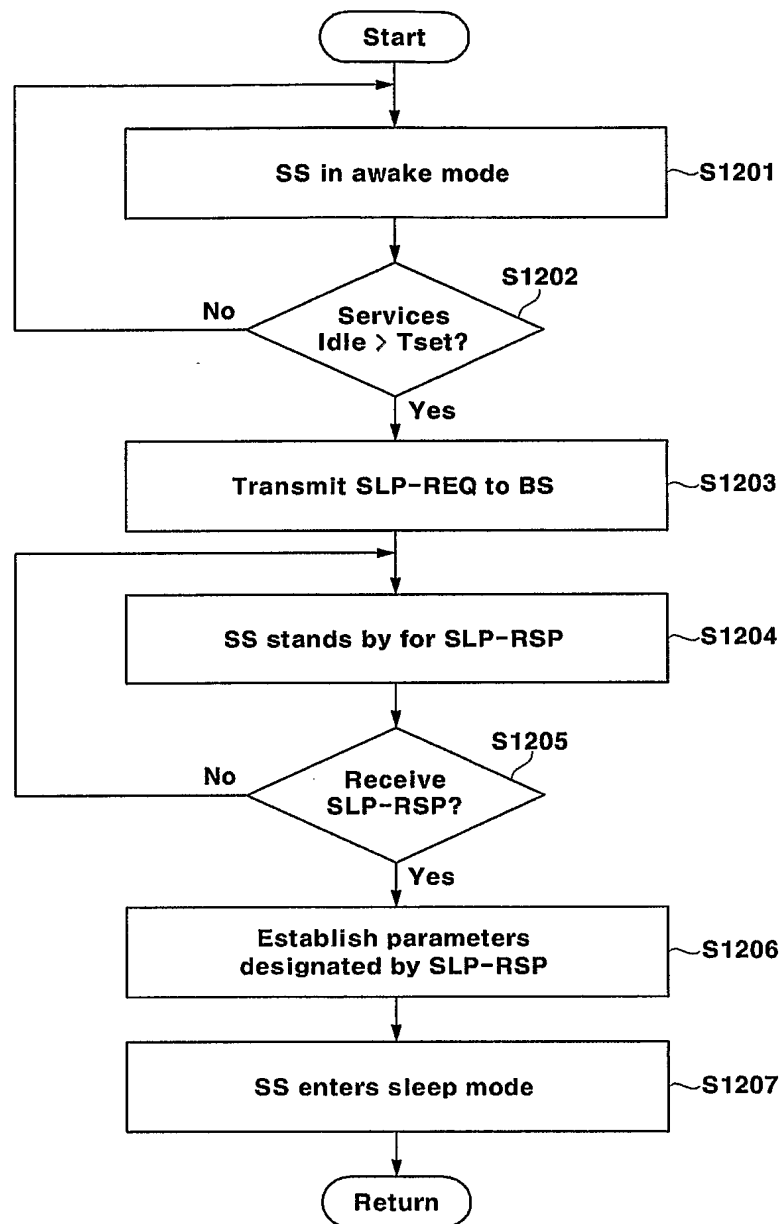 Start
SS in awake mode
S1201
S1202
No
Services
Idle > Tset?
Yes
Transmit SLP-REQ to BS
S1203
SS stands by for SLP-RSP
S1204
S1205
No
Receive
SLP-RSP?
Yes
Establish parameters
designated by SLP-RSP
S1206
SS enters sleep mode
S1207
Return